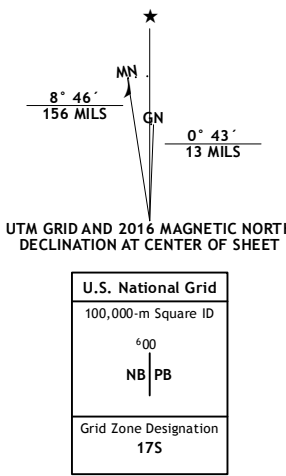 ★
MN
8° 46´
156 MILS
GN
0° 43´
13 MILS
UTM GRID AND 2016 MAGNETIC NORTH
DECLINATION AT CENTER OF SHEET
U.S. National Grid
100,000-m Square ID
⁶00
NB PB
Grid Zone Designation
17S